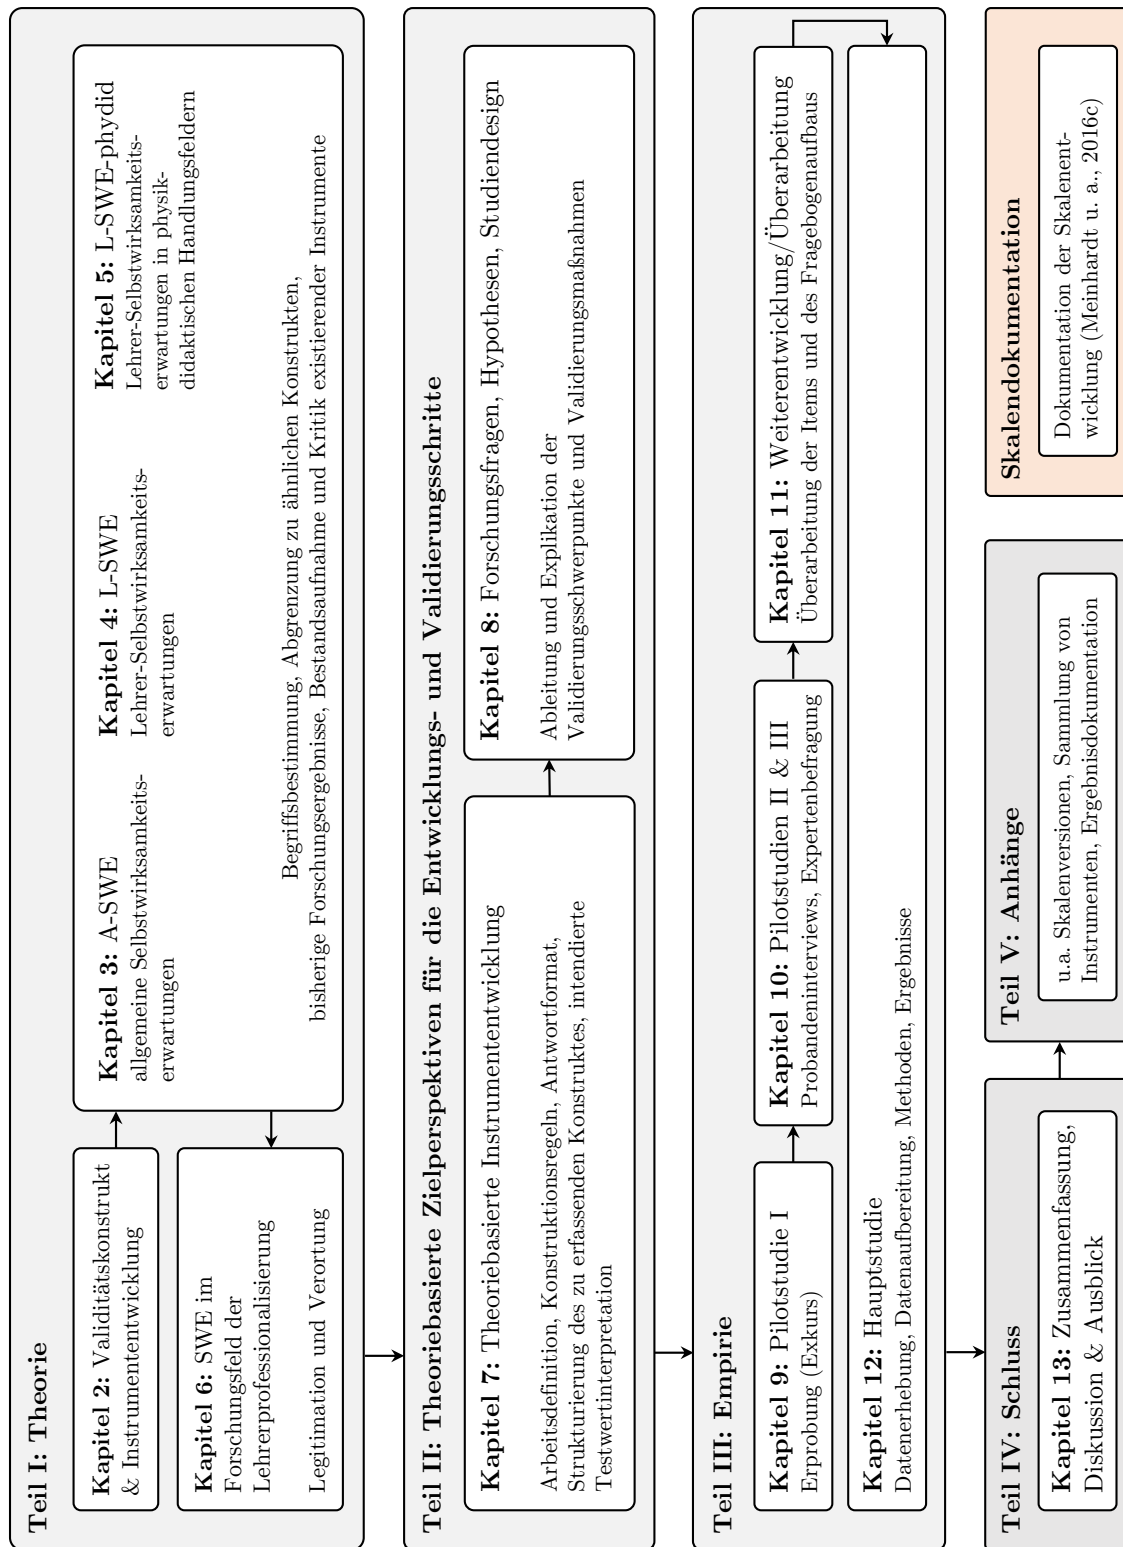 Teil I: Theorie
Kapitel 2: Validitätskonstrukt
& Instrumententwicklung
Kapitel 3: A-SWE
allgemeine Selbstwirksamkeits-
erwartungen
Kapitel 4: L-SWE
Lehrer-Selbstwirksamkeits-
erwartungen
Kapitel 5: L-SWE-phydid
Lehrer-Selbstwirksamkeits-
erwartungen in physik-
didaktischen Handlungsfeldern
Begriffsbestimmung, Abgrenzung zu ähnlichen Konstrukten,
bisherige Forschungsergebnisse, Bestandsaufnahme und Kritik existierender Instrumente
Kapitel 6: SWE im
Forschungsfeld der
Lehrerprofessionalisierung
Legitimation und Verortung
Teil II: Theoriebasierte Zielperspektiven für die Entwicklungs- und Validierungsschritte
Kapitel 7: Theoriebasierte Instrumententwicklung
Arbeitsdefinition, Konstruktionsregeln, Antwortformat,
Strukturierung des zu erfassenden Konstruktes, intendierte
Testwertinterpretation
Kapitel 8: Forschungsfragen, Hypothesen, Studiendesign
Ableitung und Explikation der
Validierungsschwerpunkte und Validierungsmaßnahmen
Teil III: Empirie
Kapitel 9: Pilotstudie I
Erprobung (Exkurs)
Kapitel 10: Pilotstudien II & III
Probandeninterviews, Expertenbefragung
Kapitel 11: Weiterentwicklung/Überarbeitung
Überarbeitung der Items und des Fragebogenaufbaus
Kapitel 12: Hauptstudie
Datenerhebung, Datenaufbereitung, Methoden, Ergebnisse
Teil IV: Schluss
Kapitel 13: Zusammenfassung,
Diskussion & Ausblick
Teil V: Anhänge
u.a. Skalenversionen, Sammlung von
Instrumenten, Ergebnisdokumentation
Skalendokumentation
Dokumentation der Skalenent-
wicklung (Meinhardt u. a., 2016c)